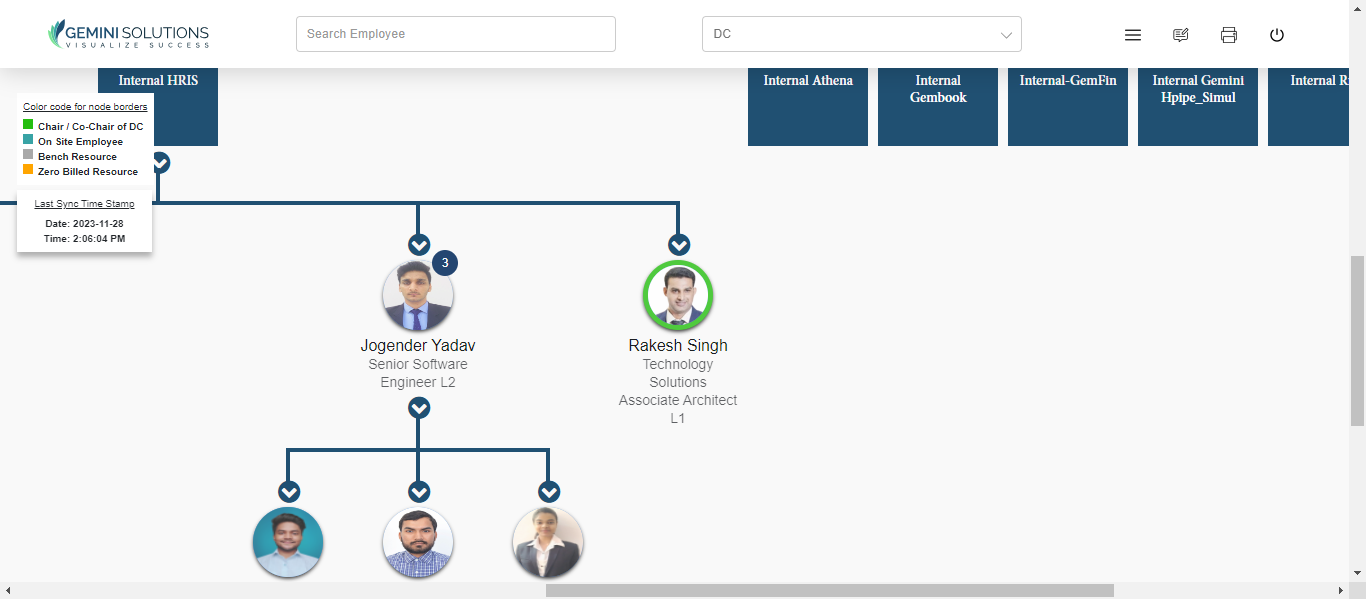 GEMINI SOLUTIONS
VISUALIZE SUCCESS
Search Employee
DC
Internal HRIS
Internal Athena
Internal
Gembook
Internal-GemFin
Internal Gemini
Hpipe_Simul
Internal
Color code for node borders
Chair / Co-Chair of DC
On Site Employee
Bench Resource
Zero Billed Resource
Last Sync Time Stamp
Date: 2023-11-28
Time: 2:06:04 PM
3
Jogender Yadav
Senior Software
Engineer L2
Rakesh Singh
Technology
Solutions
Associate Architect
L1